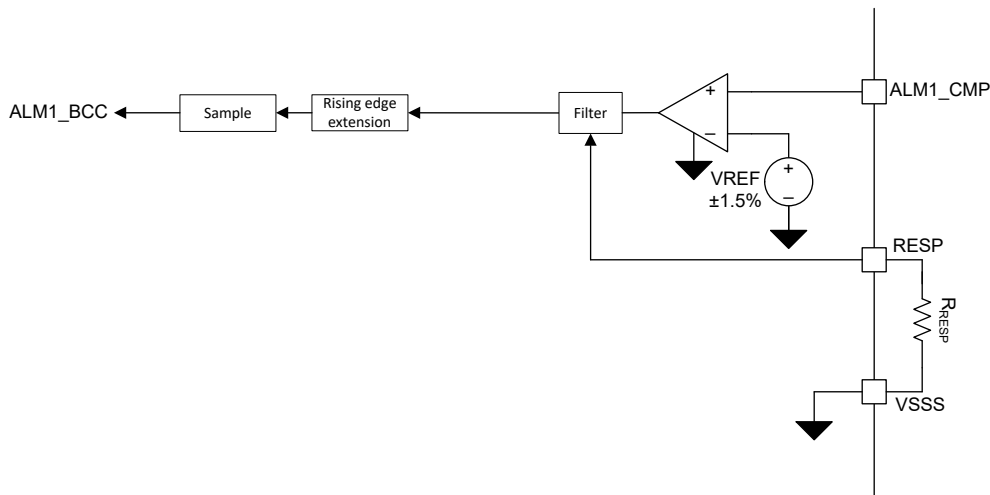 ALM1_BCC
Sample
Rising edge
extension
Filter
+
−
ALM1_CMP
VREF
±1.5%
+
−
RESP
RRESP
VSSS